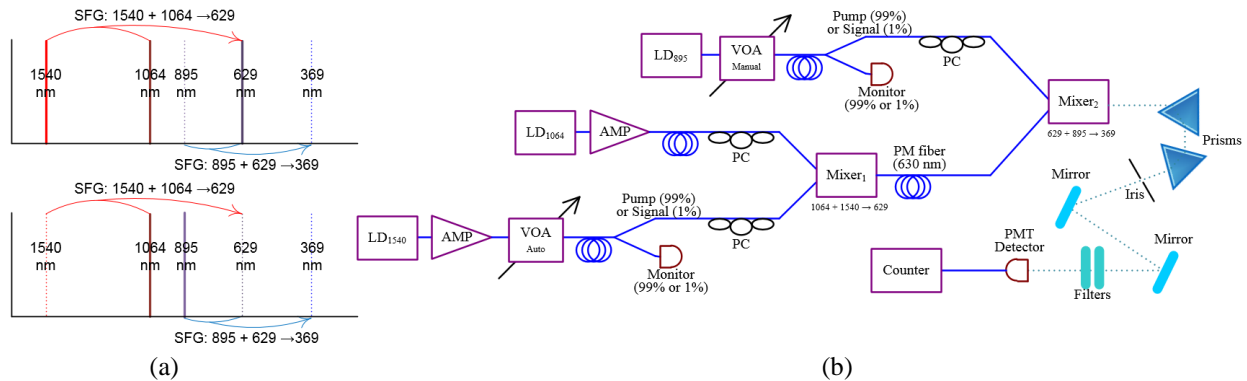 SFG: 1540 + 1064 →629
1540
nm
1064
nm
895
nm
629
nm
369
nm
SFG: 895 + 629 →369
SFG: 1540 + 1064 →629
1540
nm
1064
nm
895
nm
629
nm
369
nm
SFG: 895 + 629 →369
(a)
LD895
VOA
Manual
Pump (99%)
or Signal (1%)
Monitor
(99% or 1%)
PC
LD1064
AMP
PC
Mixer1
1064 + 1540 → 629
PM fiber
(630 nm)
Mixer2
629 + 895 → 369
Prisms
LD1540
AMP
VOA
Auto
Pump (99%)
or Signal (1%)
Monitor
(99% or 1%)
PC
Iris
Mirror
Mirror
Filters
PMT
Detector
Counter
(b)